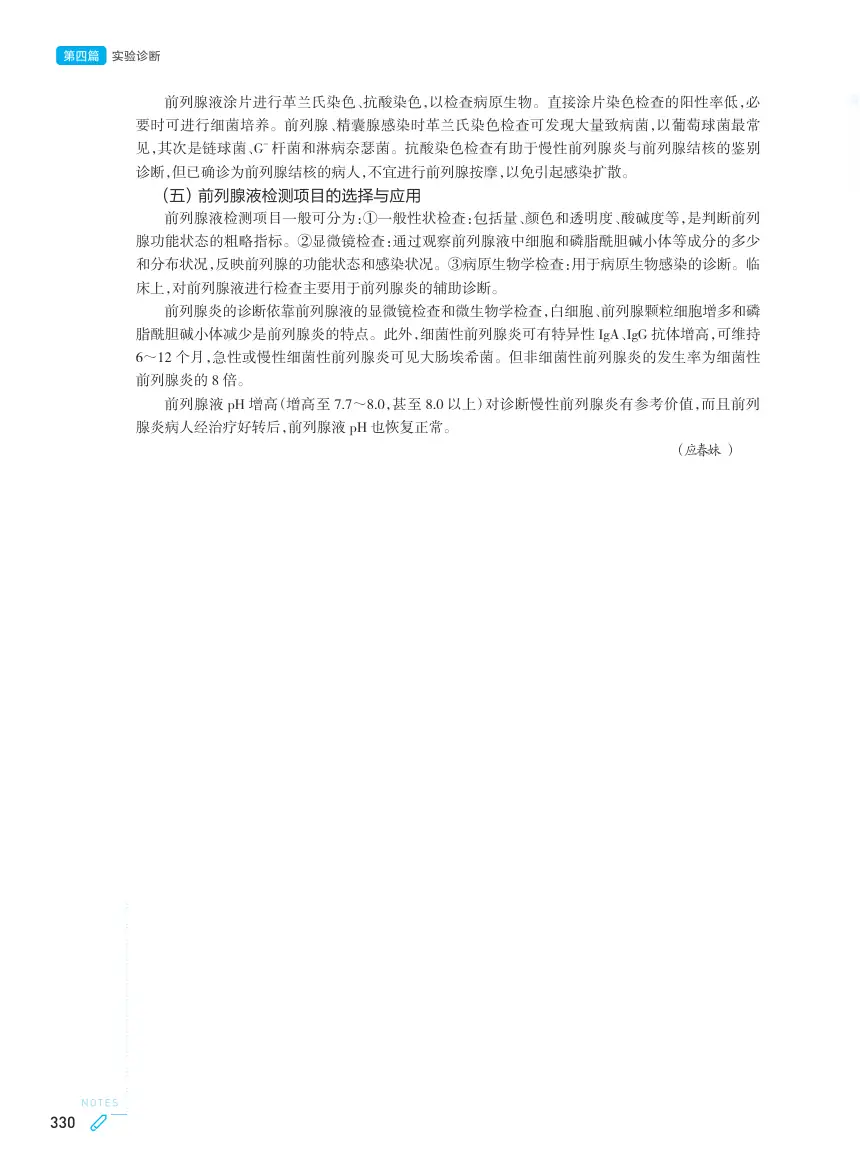 第四篇 实验诊断
前列腺液涂片进行革兰氏染色、抗酸染色,以检查病原生物。直接涂片染色检查的阳性率低,必
要时可进行细菌培养。前列腺、精囊腺感染时革兰氏染色检查可发现大量致病菌,以葡萄球菌最常
见,其次是链球菌、G⁻杆菌和淋病奈瑟菌。抗酸染色检查有助于慢性前列腺炎与前列腺结核的鉴别
诊断,但已确诊为前列腺结核的病人,不宜进行前列腺按摩,以免引起感染扩散。
(五)前列腺液检测项目的选择与应用
前列腺液检测项目一般可分为:①一般性状检查:包括量、颜色和透明度、酸碱度等,是判断前列
腺功能状态的粗略指标。②显微镜检查:通过观察前列腺液中细胞和磷脂酰胆碱小体等成分的多少
和分布状况,反映前列腺的功能状态和感染状况。③病原生物学检查:用于病原生物感染的诊断。临
床上,对前列腺液进行检查主要用于前列腺炎的辅助诊断。
前列腺炎的诊断依靠前列腺液的显微镜检查和微生物学检查,白细胞、前列腺颗粒细胞增多和磷
脂酰胆碱小体减少是前列腺炎的特点。此外,细菌性前列腺炎可有特异性 IgA、IgG 抗体增高,可维持
6～12 个月,急性或慢性细菌性前列腺炎可见大肠埃希菌。但非细菌性前列腺炎的发生率为细菌性
前列腺炎的 8 倍。
前列腺液 pH 增高(增高至 7.7～8.0,甚至 8.0 以上)对诊断慢性前列腺炎有参考价值,而且前列
腺炎病人经治疗好转后,前列腺液 pH 也恢复正常。
(应春妹 )
NOTES
330